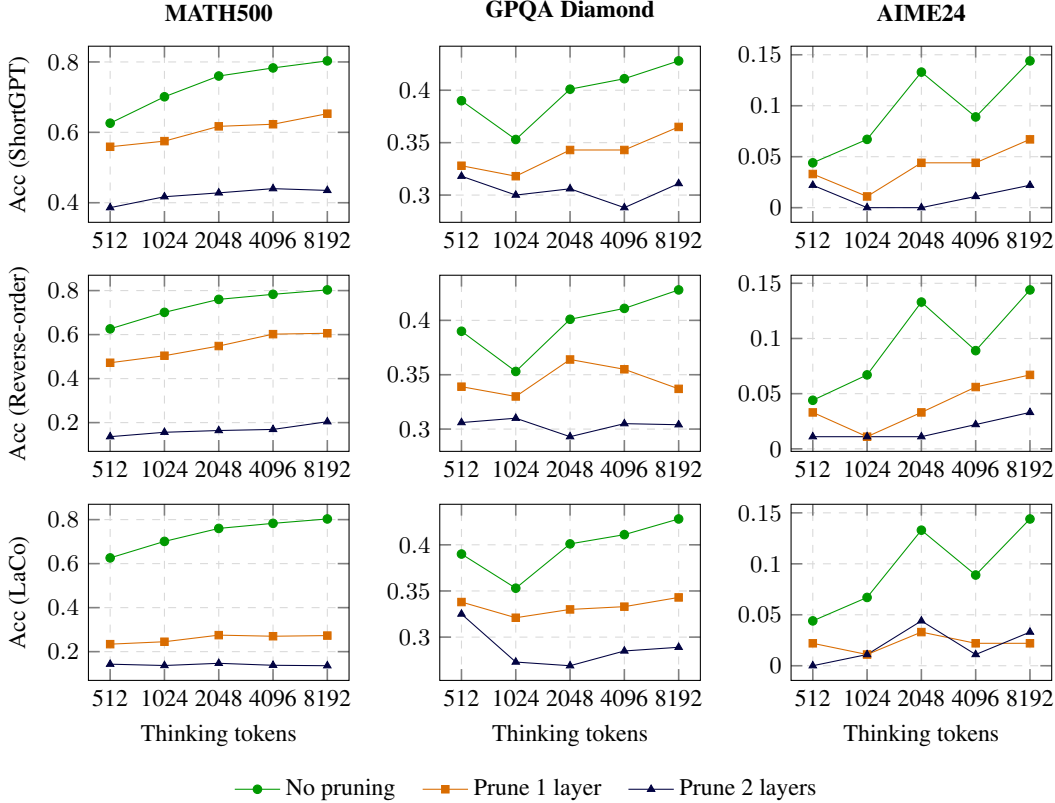 MATH500 GPQA Diamond AIME24
Acc (ShortGPT)
0.8
0.6
0.4
512 1024 2048 4096 8192
0.4
0.35
0.3
512 1024 2048 4096 8192
0.15
0.1
0.05
0
512 1024 2048 4096 8192
Acc (Reverse-order)
0.8
0.6
0.4
0.2
512 1024 2048 4096 8192
0.4
0.35
0.3
512 1024 2048 4096 8192
0.15
0.1
0.05
0
512 1024 2048 4096 8192
Acc (LaCo)
0.8
0.6
0.4
0.2
512 1024 2048 4096 8192
Thinking tokens
0.4
0.35
0.3
512 1024 2048 4096 8192
Thinking tokens
0.15
0.1
0.05
0
512 1024 2048 4096 8192
Thinking tokens
No pruning Prune 1 layer Prune 2 layers